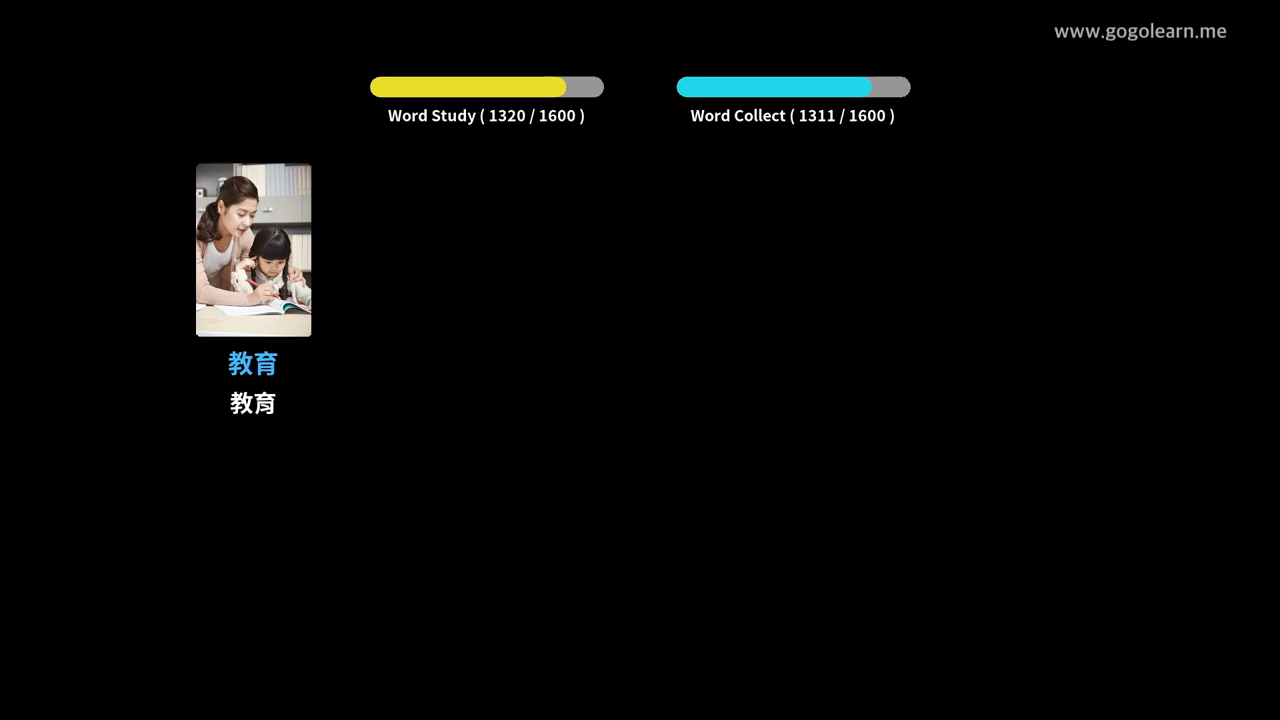 www.gogolearn.me
Word Study ( 1320 / 1600 )
Word Collect ( 1311 / 1600 )
教育
教育